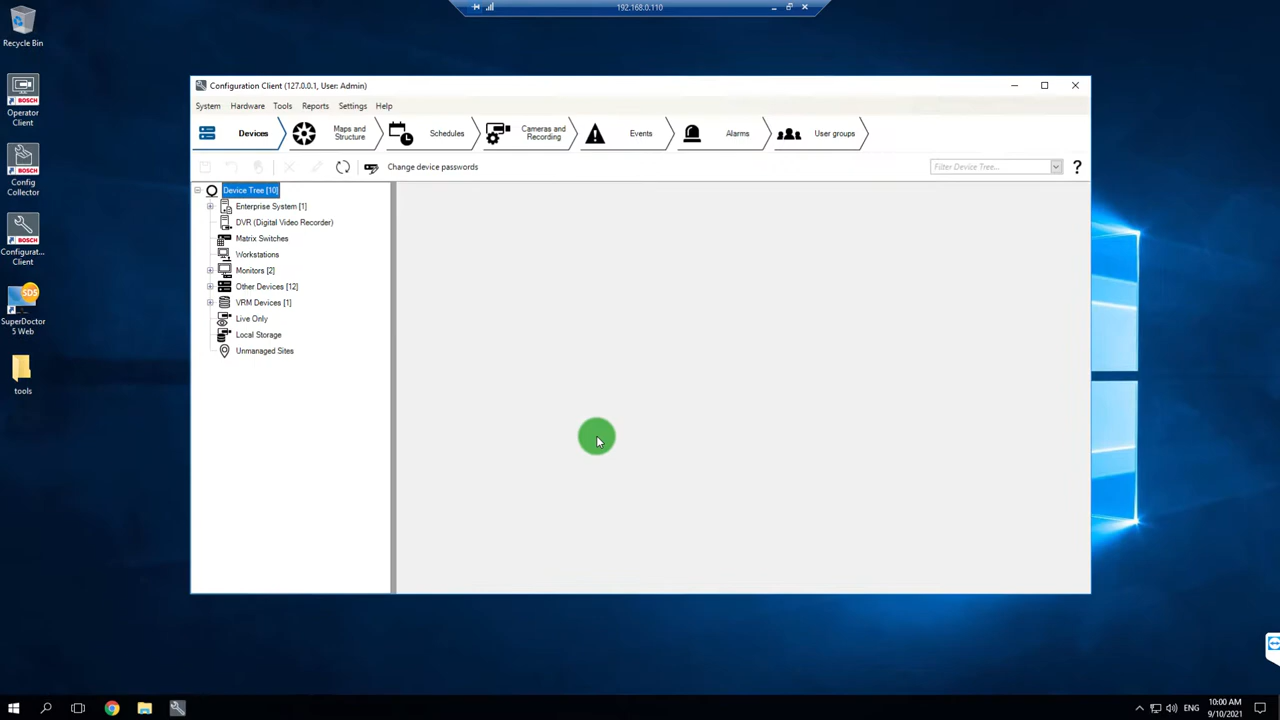 192.168.0.110
Recycle Bin
BOSCH
Operator
Client
BOSCH
Config
Collector
BOSCH
Configurat...
Client
SD5
SuperDoctor
5 Web
tools
Configuration Client (127.0.0.1, User: Admin)
System Hardware Tools Reports Settings Help
Devices
Maps and
Structure
Schedules
Cameras and
Recording
Events
Alarms
User groups
Change device passwords
Filter Device Tree...
?
Device Tree [10]
Enterprise System [1]
DVR (Digital Video Recorder)
Matrix Switches
Workstations
Monitors [2]
Other Devices [12]
VRM Devices [1]
Live Only
Local Storage
Unmanaged Sites
ENG
10:00 AM
9/10/2021